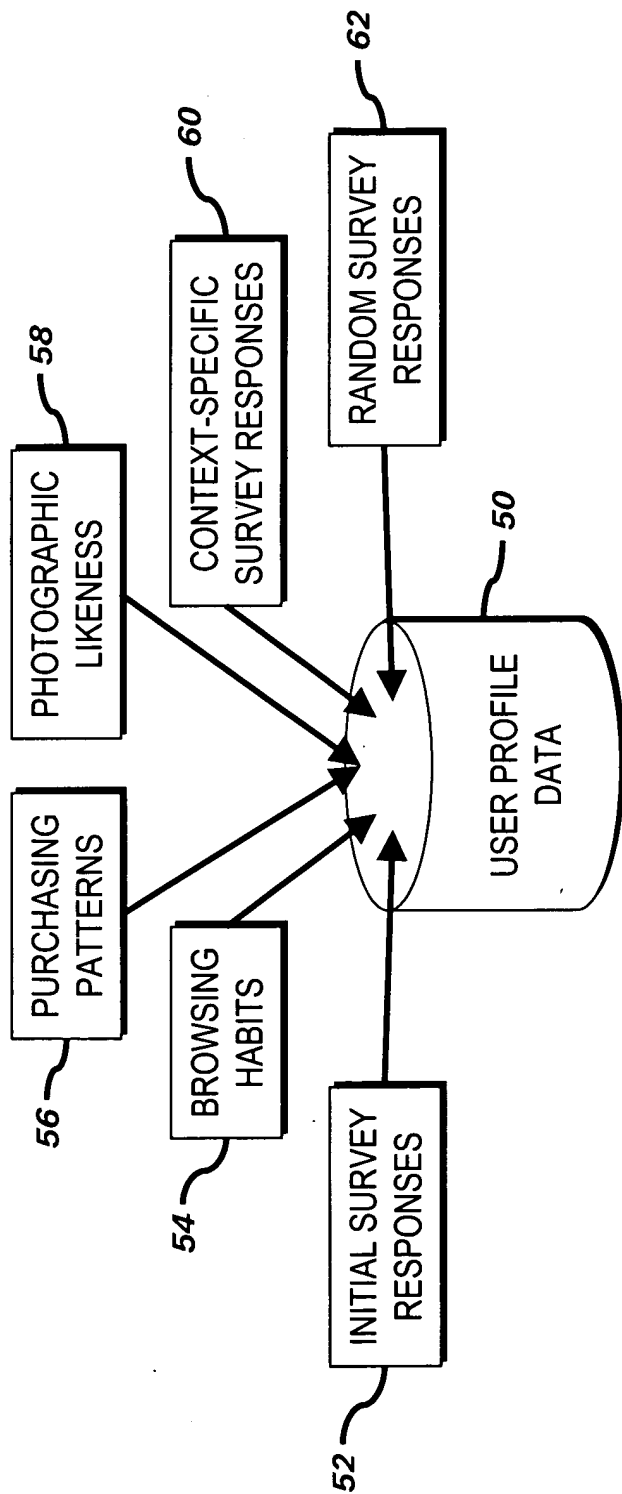 PURCHASING
PATTERNS
56
PHOTOGRAPHIC
LIKENESS
58
BROWSING
HABITS
54
CONTEXT-SPECIFIC
SURVEY RESPONSES
60
INITIAL SURVEY
RESPONSES
52
RANDOM SURVEY
RESPONSES
62
USER PROFILE
DATA
50